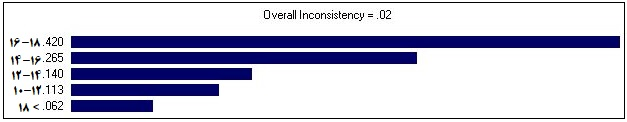 Overall Inconsistency = .02
۱۶-۱۸ .420
۱۴-۱۶ .265
۱۲-۱۴ .140
۱۰-۱۲ .113
۱۸ < .062